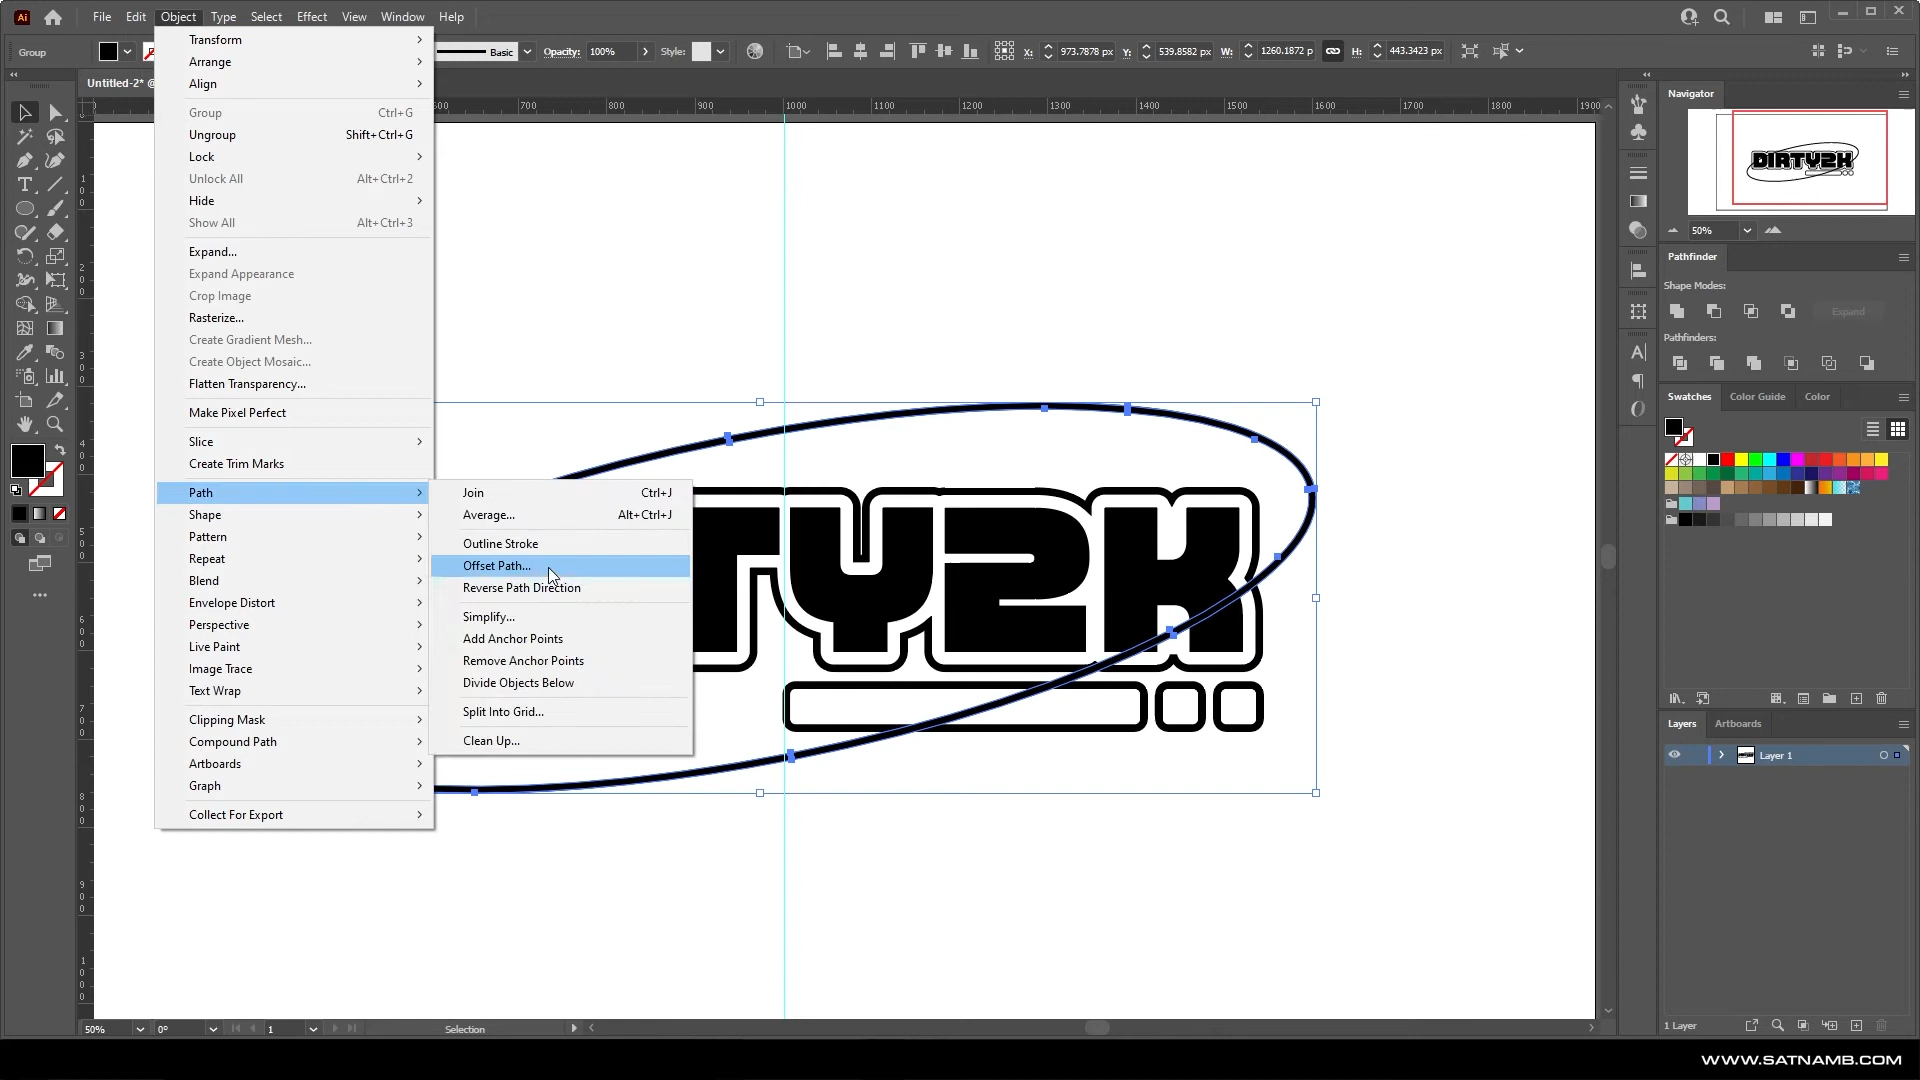 Ai File Edit Object Type Select Effect View Window Help
Group Basic Opacity: 100% Style: X: 973.7878 px Y: 539.8582 px W: 1260.1872 p H: 443.3423 px
Untitled-2* @
600 700 800 900 1000 1100 1200 1300 1400 1500 1600 1700 1800 1900
Transform
Arrange
Align
Group Ctrl+G
Ungroup Shift+Ctrl+G
Lock
Unlock All Alt+Ctrl+2
Hide
Show All Alt+Ctrl+3
Expand...
Expand Appearance
Crop Image
Rasterize...
Create Gradient Mesh...
Create Object Mosaic...
Flatten Transparency...
Make Pixel Perfect
Slice
Create Trim Marks
Path
Shape
Pattern
Repeat
Blend
Envelope Distort
Perspective
Live Paint
Image Trace
Text Wrap
Clipping Mask
Compound Path
Artboards
Graph
Collect For Export
Join Ctrl+J
Average... Alt+Ctrl+J
Outline Stroke
Offset Path...
Reverse Path Direction
Simplify...
Add Anchor Points
Remove Anchor Points
Divide Objects Below
Split Into Grid...
Clean Up...
TY2K
Navigator
DIRTY2K
50%
Pathfinder
Shape Modes:
Expand
Pathfinders:
Swatches Color Guide Color
Layers Artboards
Layer 1
1 Layer
50% 0° 1 Selection
WWW.SATNAMB.COM